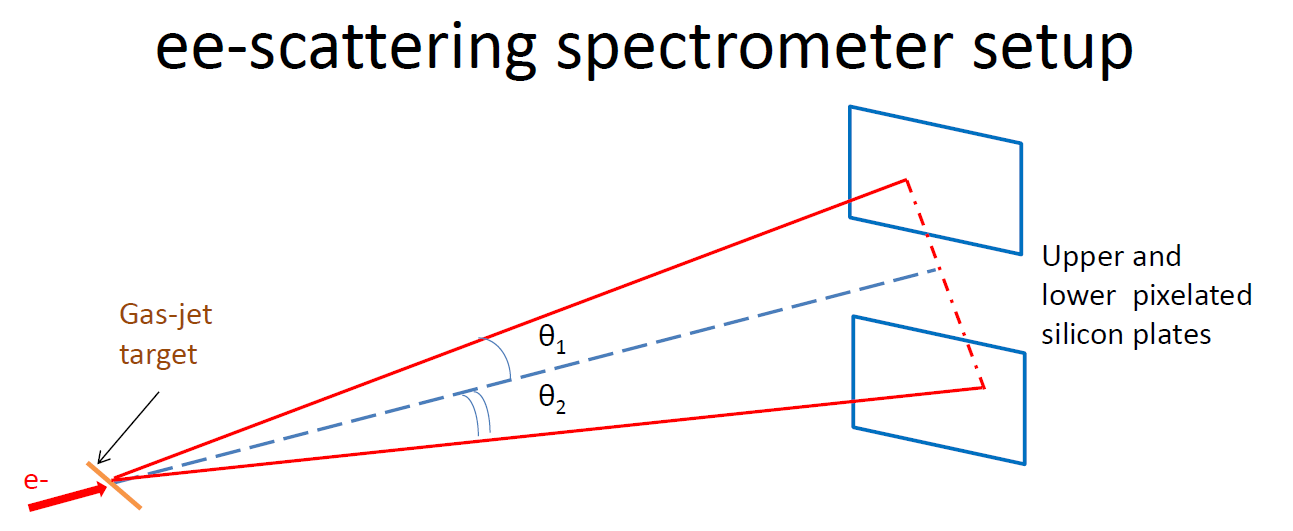 ee-scattering spectrometer setup
Gas-jet
target
e-
θ₁
θ₂
Upper and
lower pixelated
silicon plates